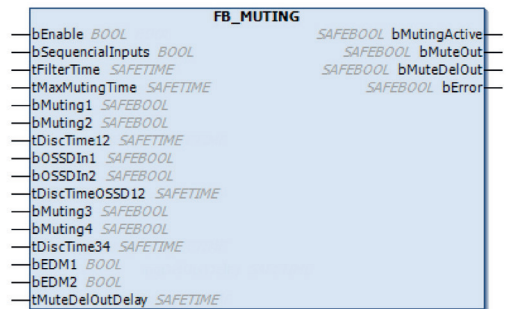 FB_MUTING
bEnable BOOL SAFEBOOL bMutingActive
bSequencialInputs BOOL SAFEBOOL bMuteOut
tFilterTime SAFETIME SAFEBOOL bMuteDelOut
tMaxMutingTime SAFETIME SAFEBOOL bError
bMuting1 SAFEBOOL
bMuting2 SAFEBOOL
tDiscTime12 SAFETIME
bOSSDIn1 SAFEBOOL
bOSSDIn2 SAFEBOOL
tDiscTimeOSSD12 SAFETIME
bMuting3 SAFEBOOL
bMuting4 SAFEBOOL
tDiscTime34 SAFETIME
bEDM1 BOOL
bEDM2 BOOL
tMuteDelOutDelay SAFETIME